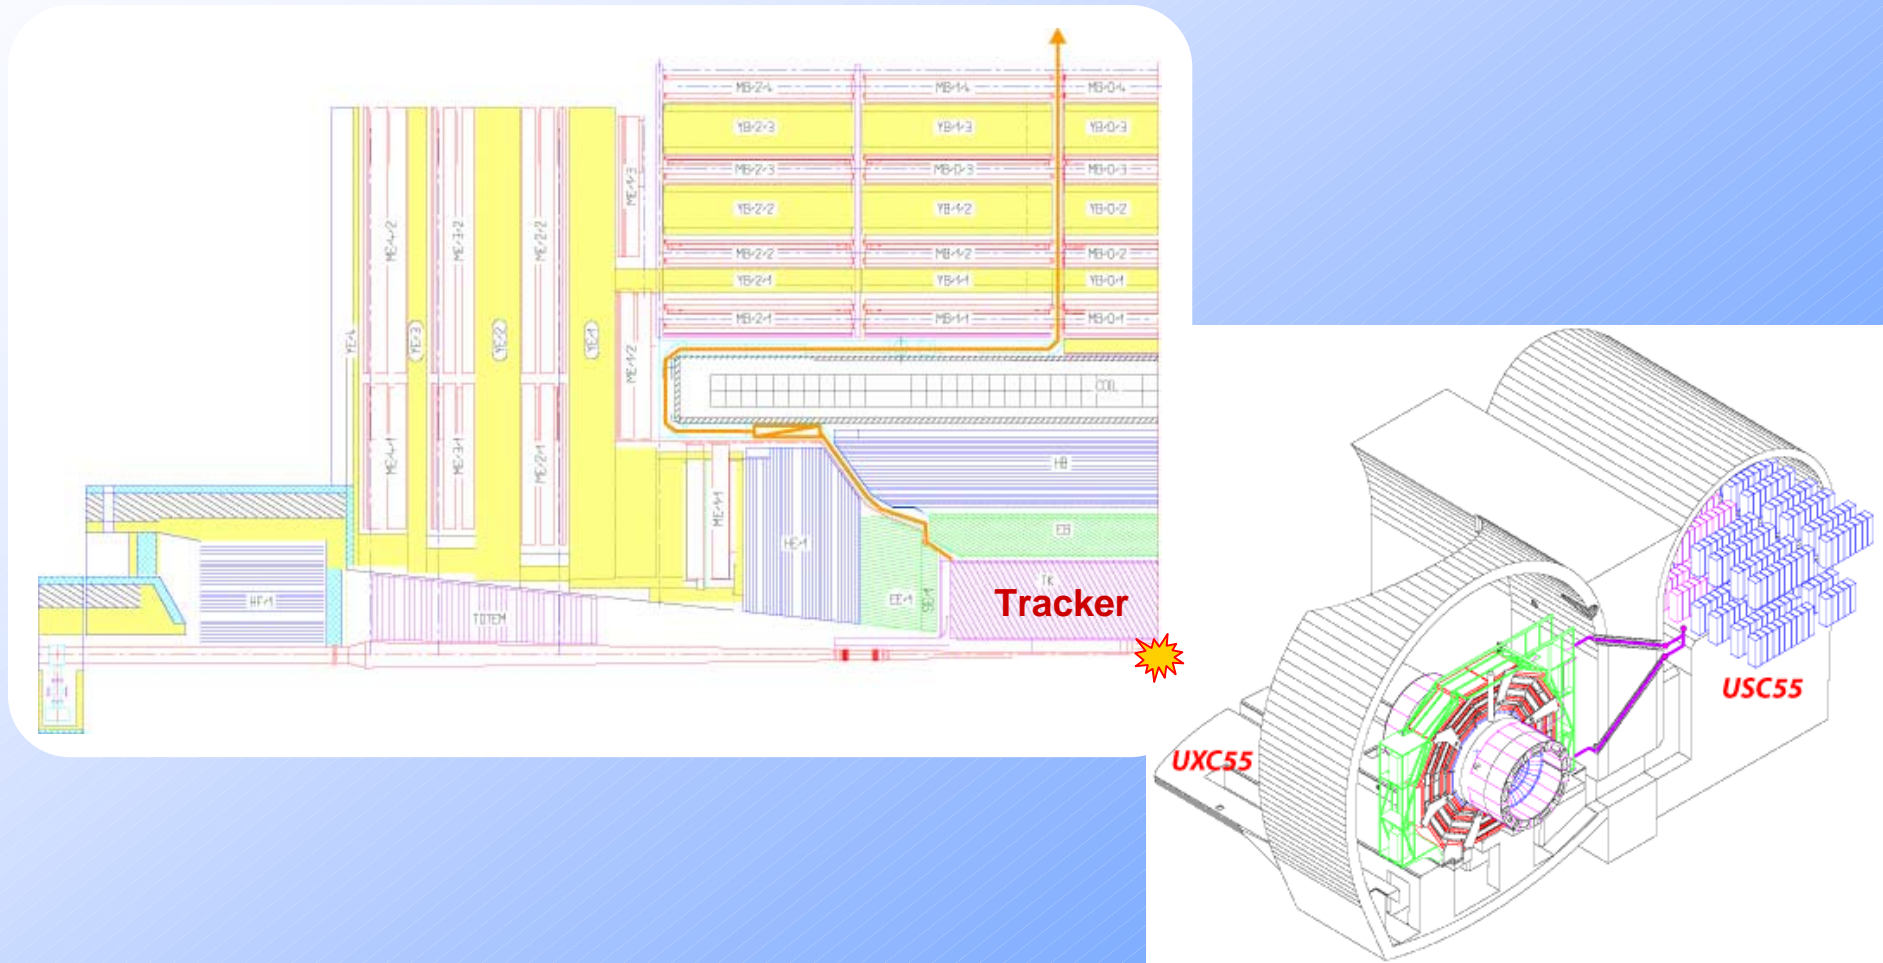 MB/2/4 MB/1/4 MB/0/4
YB/2/3 YB/1/3 YB/0/3
MB/2/3 MB/0/3 MB/0/3
YB/2/2 YB/1/2 YB/0/2
MB/2/2 MB/1/2 MB/0/2
YB/2/1 YB/1/1 YB/0/1
MB/2/1 MB/1/1 MB/0/1
ME/1/3
ME/4/2
ME/3/2
ME/2/2
YE/4
YE/3
YE/2
YE/1
ME/1/2
COIL
ME/4/1
ME/3/1
ME/2/1
ME/1/1
HB
EB
HE/1
EE/1
SE/1
TK
Tracker
HF/1
TOTEM
USC55
UXC55